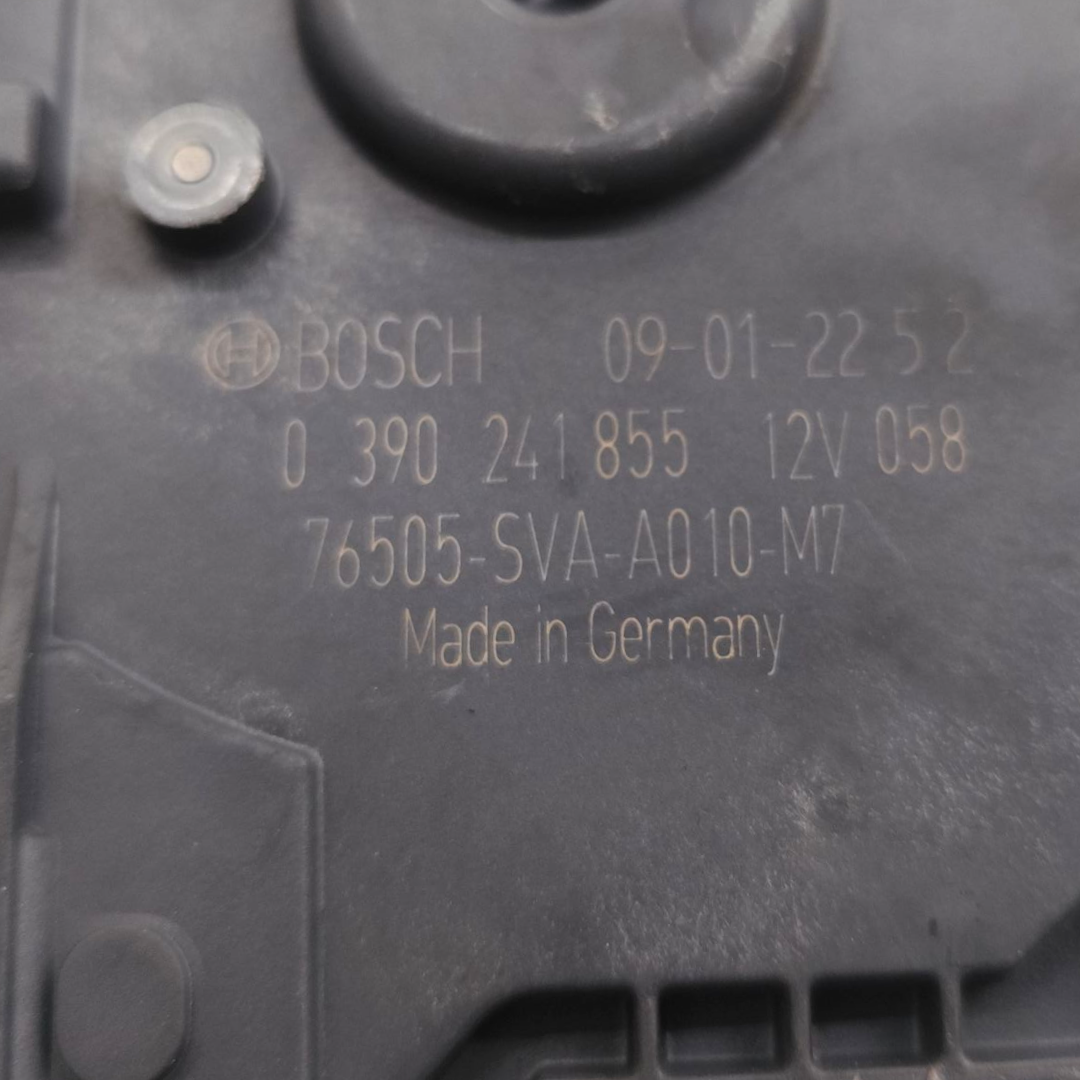 BOSCH 09-01-22 5 2
0 390 241 855 12V 058
76505-SVA-A010-M7
Made in Germany